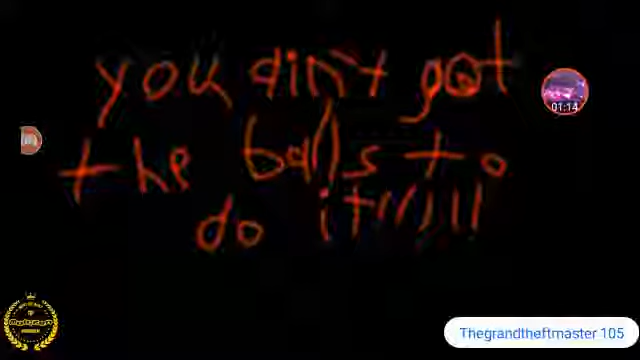 you ain't got
01:14
the balls to
do it!!!!!
Thegrandtheftmaster 105